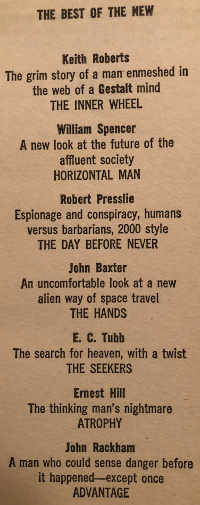 THE BEST OF THE NEW
Keith Roberts
The grim story of a man enmeshed in
the web of a Gestalt mind
THE INNER WHEEL
William Spencer
A new look at the future of the
affluent society
HORIZONTAL MAN
Robert Presslie
Espionage and conspiracy, humans
versus barbarians, 2000 style
THE DAY BEFORE NEVER
John Baxter
An uncomfortable look at a new
alien way of space travel
THE HANDS
E. C. Tubb
The search for heaven, with a twist
THE SEEKERS
Ernest Hill
The thinking man's nightmare
ATROPHY
John Rackham
A man who could sense danger before
it happened—except once
ADVANTAGE